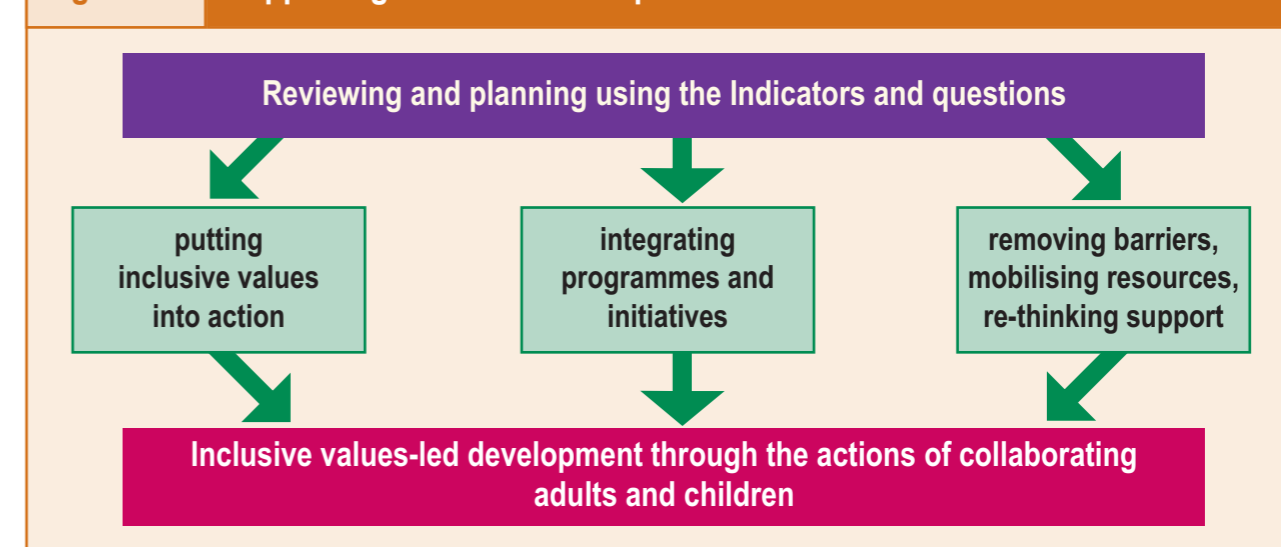 Reviewing and planning using the Indicators and questions
putting
inclusive values
into action
integrating
programmes and
initiatives
removing barriers,
mobilising resources,
re-thinking support
Inclusive values-led development through the actions of collaborating
adults and children